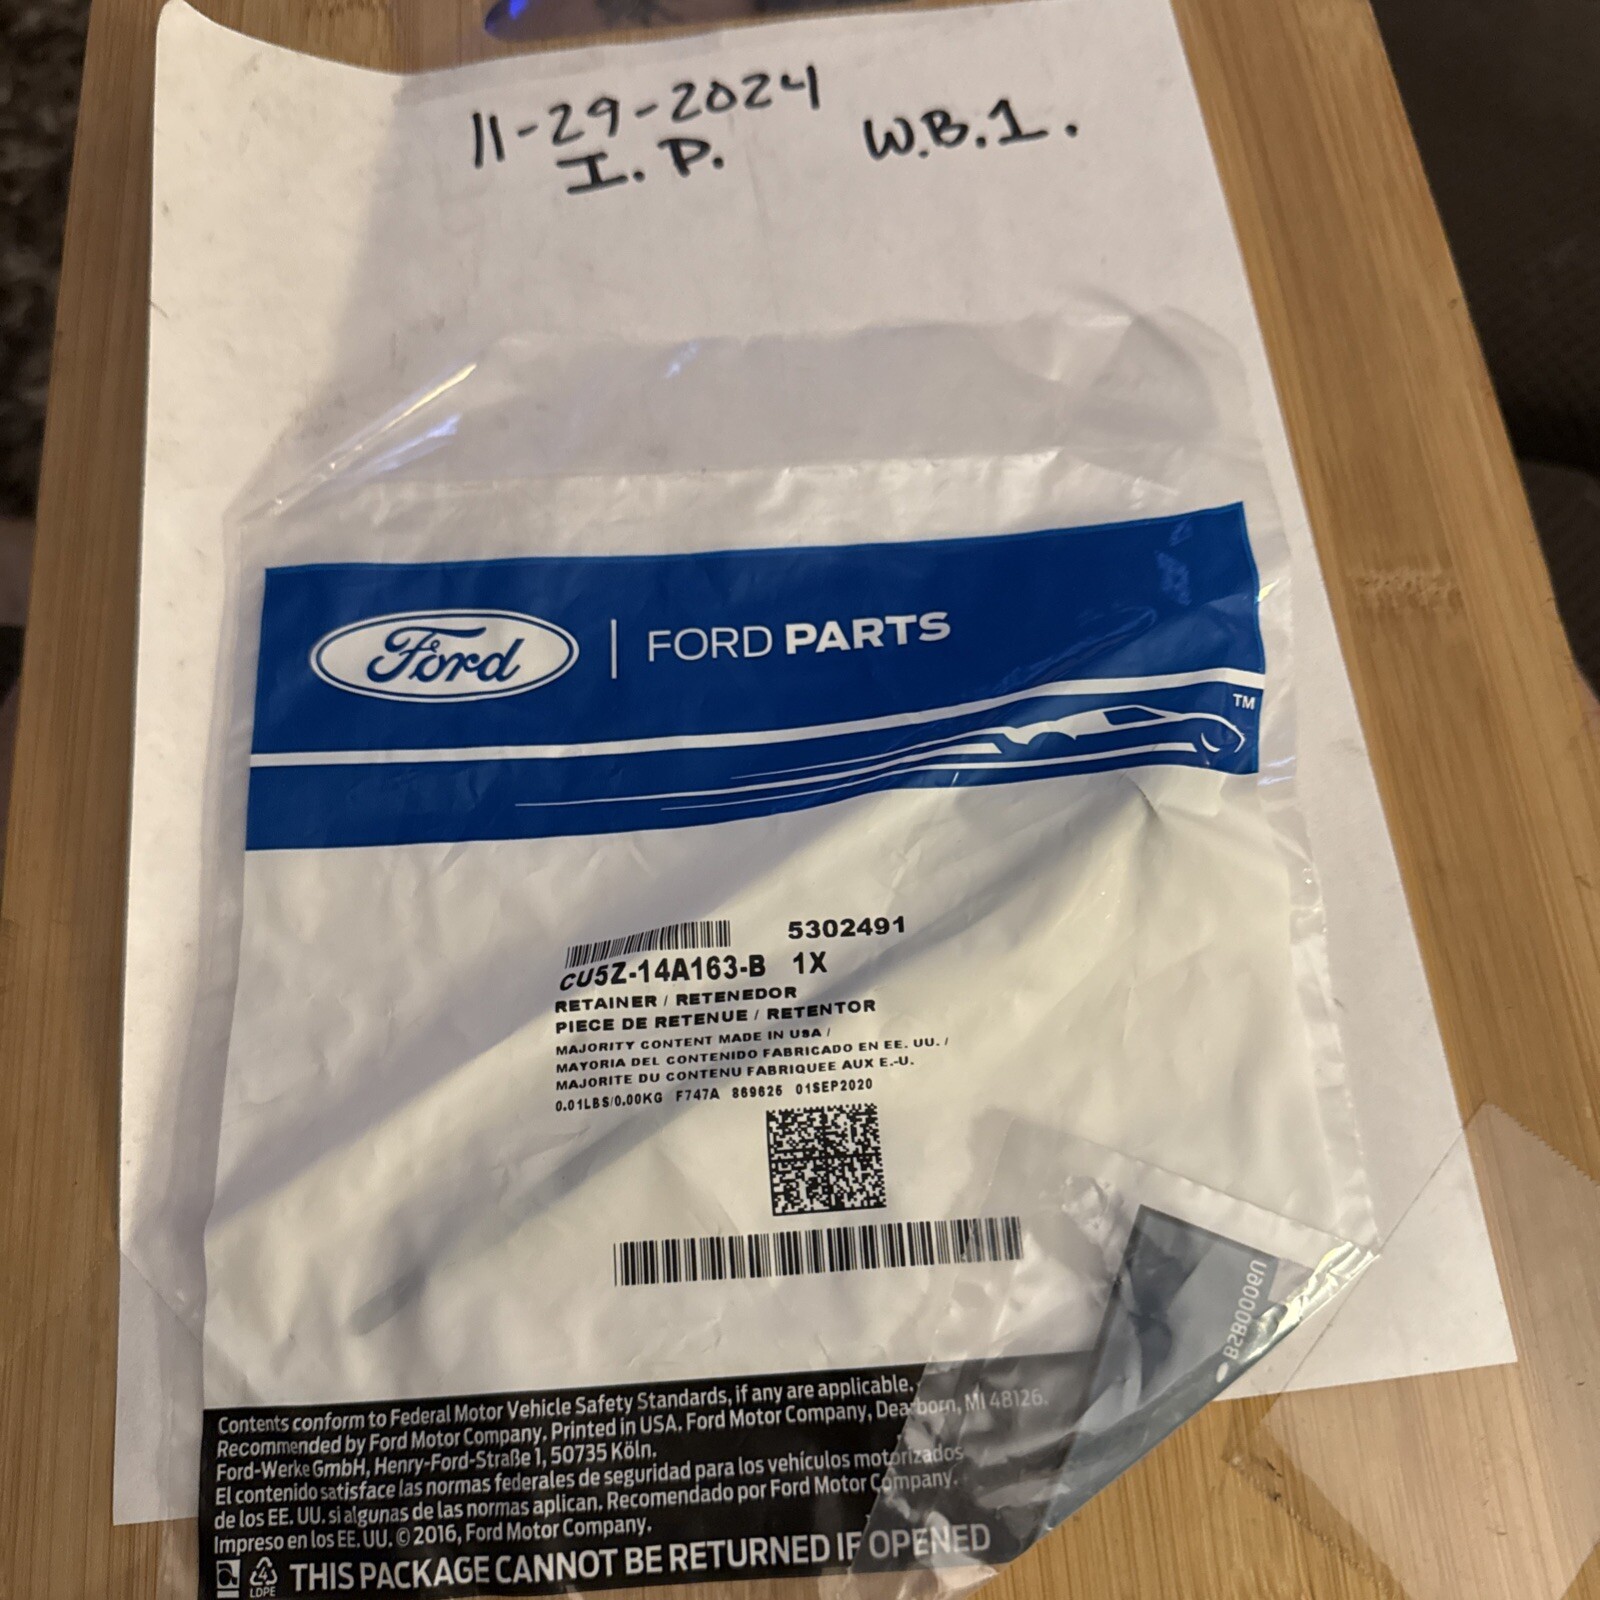 11-29-2024
I. P. W.B.1.
Ford | FORD PARTS
TM
5302491
CU5Z-14A163-B 1X
RETAINER / RETENEDOR
PIECE DE RETENUE / RETENTOR
MAJORITY CONTENT MADE IN USA /
MAYORIA DEL CONTENIDO FABRICADO EN EE. UU. /
MAJORITE DU CONTENU FABRIQUEE AUX E.-U.
0.01LBS/0.00KG F747A 869625 01SEP2020
B2B0006U
Contents conform to Federal Motor Vehicle Safety Standards, if any are applicable.
Recommended by Ford Motor Company. Printed in USA. Ford Motor Company, Dearborn, MI 48126.
Ford-Werke GmbH, Henry-Ford-Straße 1, 50735 Köln.
El contenido satisface las normas federales de seguridad para los vehículos motorizados
de los EE. UU. si algunas de las normas aplican. Recomendado por Ford Motor Company.
Impreso en los EE. UU. © 2016, Ford Motor Company.
4 LDPE THIS PACKAGE CANNOT BE RETURNED IF OPENED